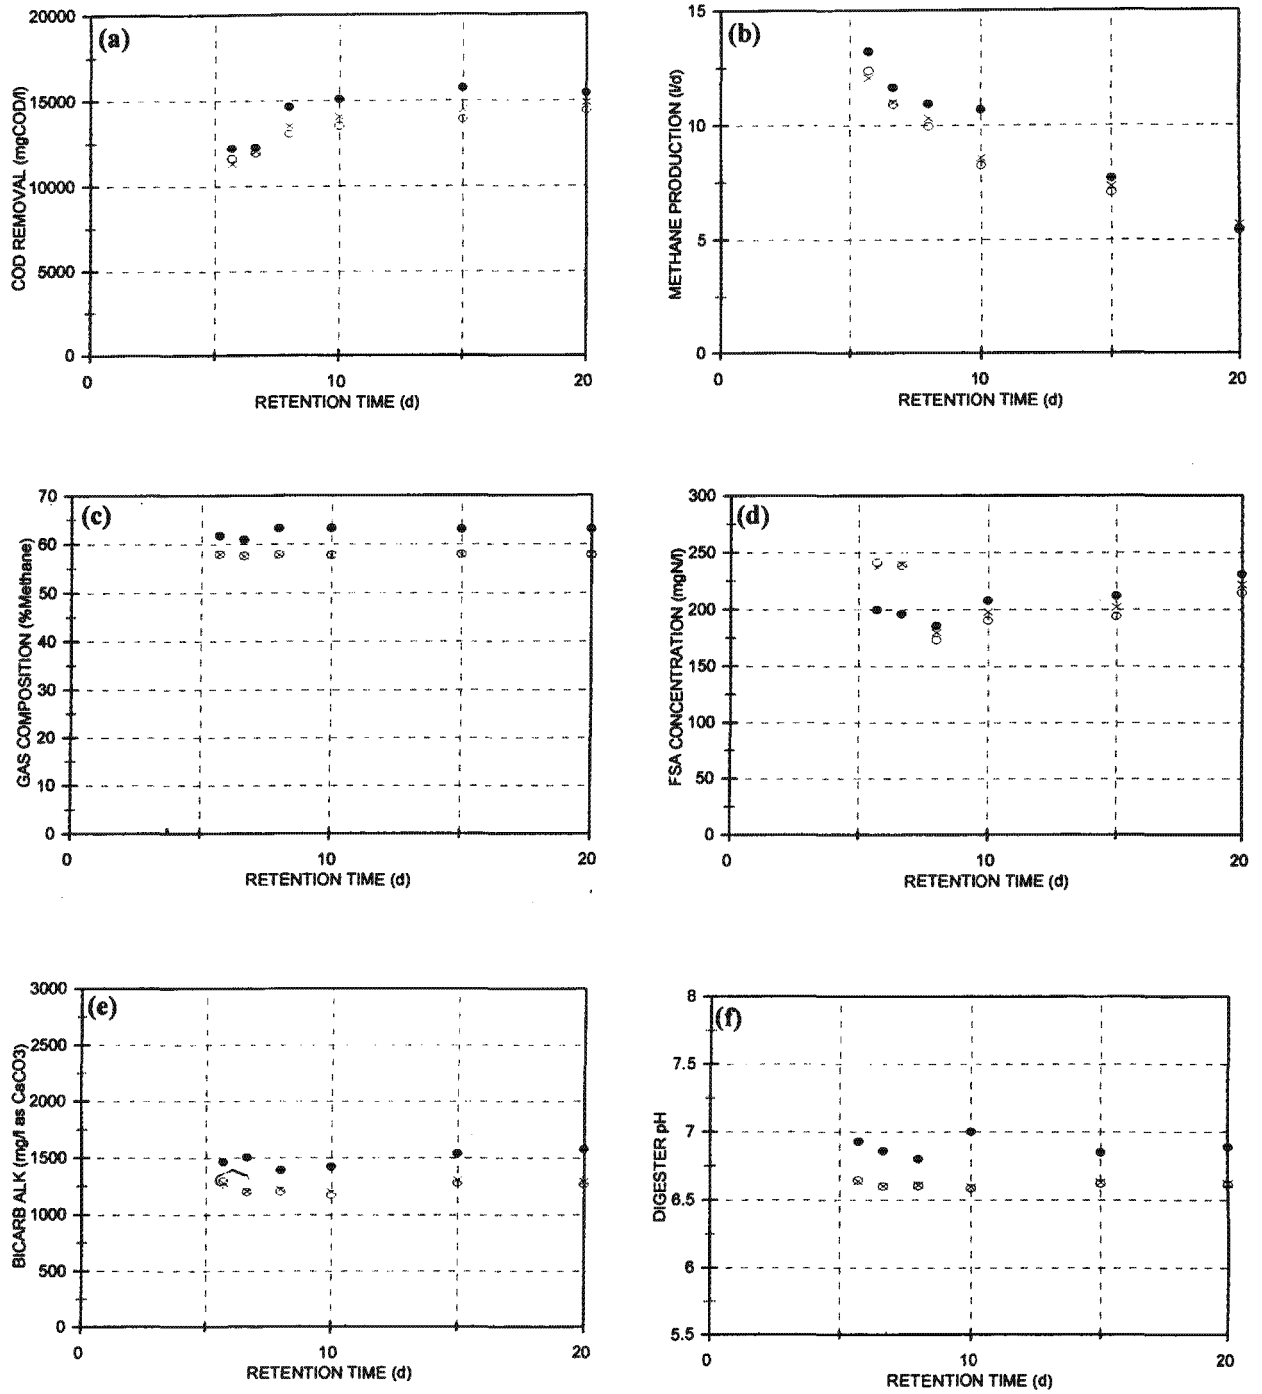 (a)
20000
15000
10000
5000
0
COD REMOVAL (mgCOD/l)
0 10 20
RETENTION TIME (d)
(b)
15
10
5
0
METHANE PRODUCTION (l/d)
0 10 20
RETENTION TIME (d)
(c)
70
60
50
40
30
20
10
0
GAS COMPOSITION (%Methane)
0 10 20
RETENTION TIME (d)
(d)
300
250
200
150
100
50
0
FSA CONCENTRATION (mgN/l)
0 10 20
RETENTION TIME (d)
(e)
3000
2500
2000
1500
1000
500
0
BICARB ALK (mg/l as CaCO3)
0 10 20
RETENTION TIME (d)
(f)
8
7.5
7
6.5
6
5.5
DIGESTER pH
0 10 20
RETENTION TIME (d)